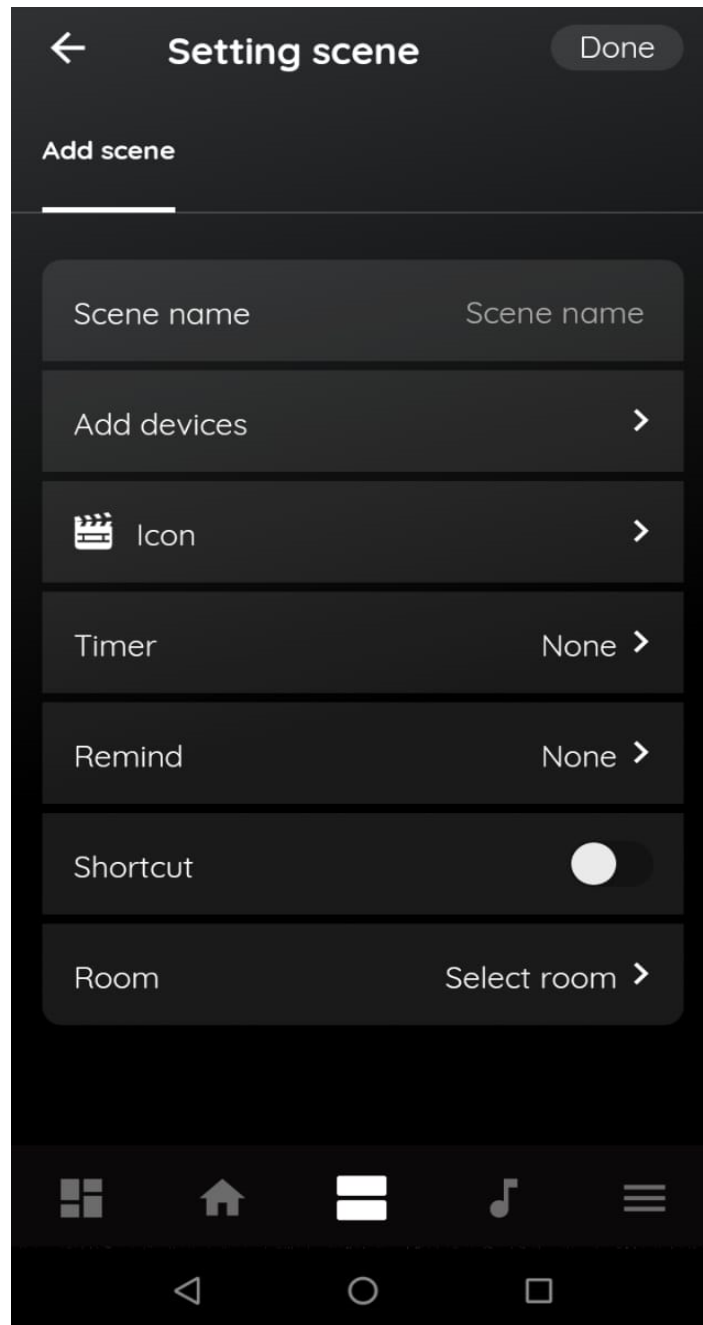 Setting scene Done
Add scene
Scene name Scene name
Add devices
Icon
Timer None
Remind None
Shortcut
Room Select room